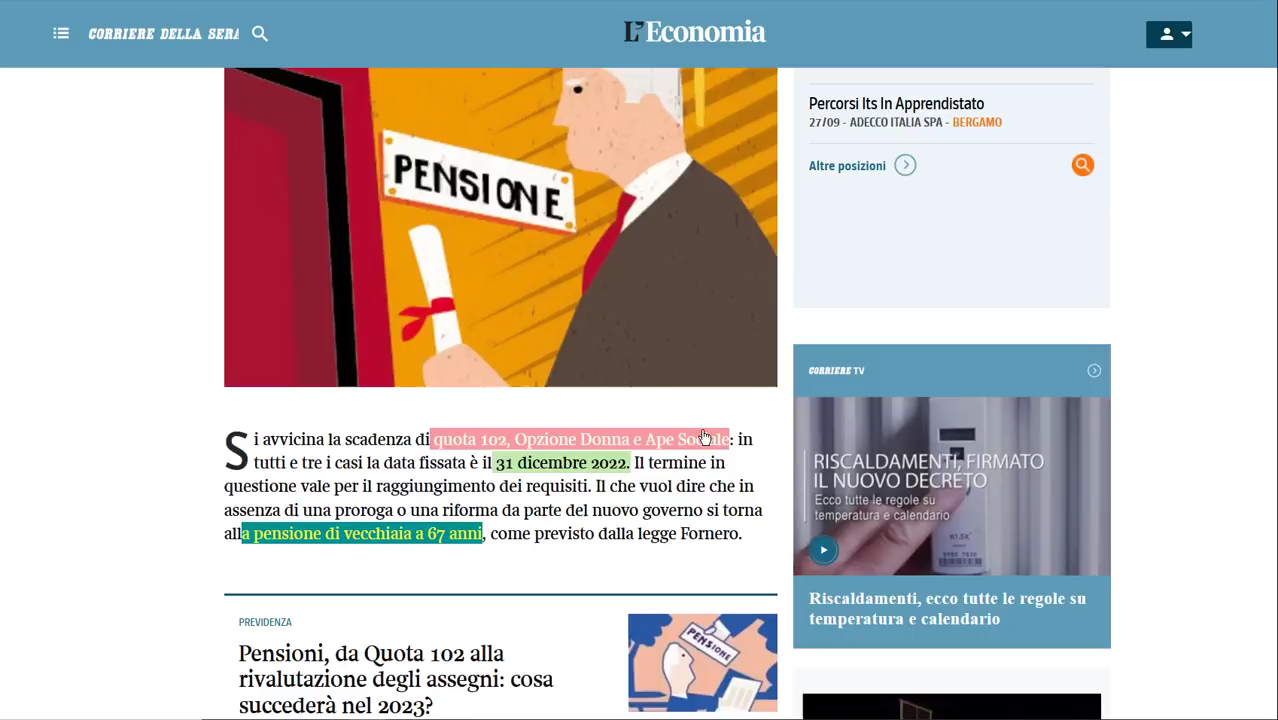 CORRIERE DELLA SERA
L'Economia
PENSIONE
Percorsi Its In Apprendistato
27/09 - ADECCO ITALIA SPA - BERGAMO
Altre posizioni
CORRIERE TV
RISCALDAMENTI, FIRMATO
IL NUOVO DECRETO
Ecco tutte le regole su
temperatura e calendario
Riscaldamenti, ecco tutte le regole su
temperatura e calendario
Si avvicina la scadenza di quota 102, Opzione Donna e Ape Sociale: in
tutti e tre i casi la data fissata è il 31 dicembre 2022. Il termine in
questione vale per il raggiungimento dei requisiti. Il che vuol dire che in
assenza di una proroga o una riforma da parte del nuovo governo si torna
alla pensione di vecchiaia a 67 anni, come previsto dalla legge Fornero.
PREVIDENZA
Pensioni, da Quota 102 alla
rivalutazione degli assegni: cosa
succederà nel 2023?
PENSIONE